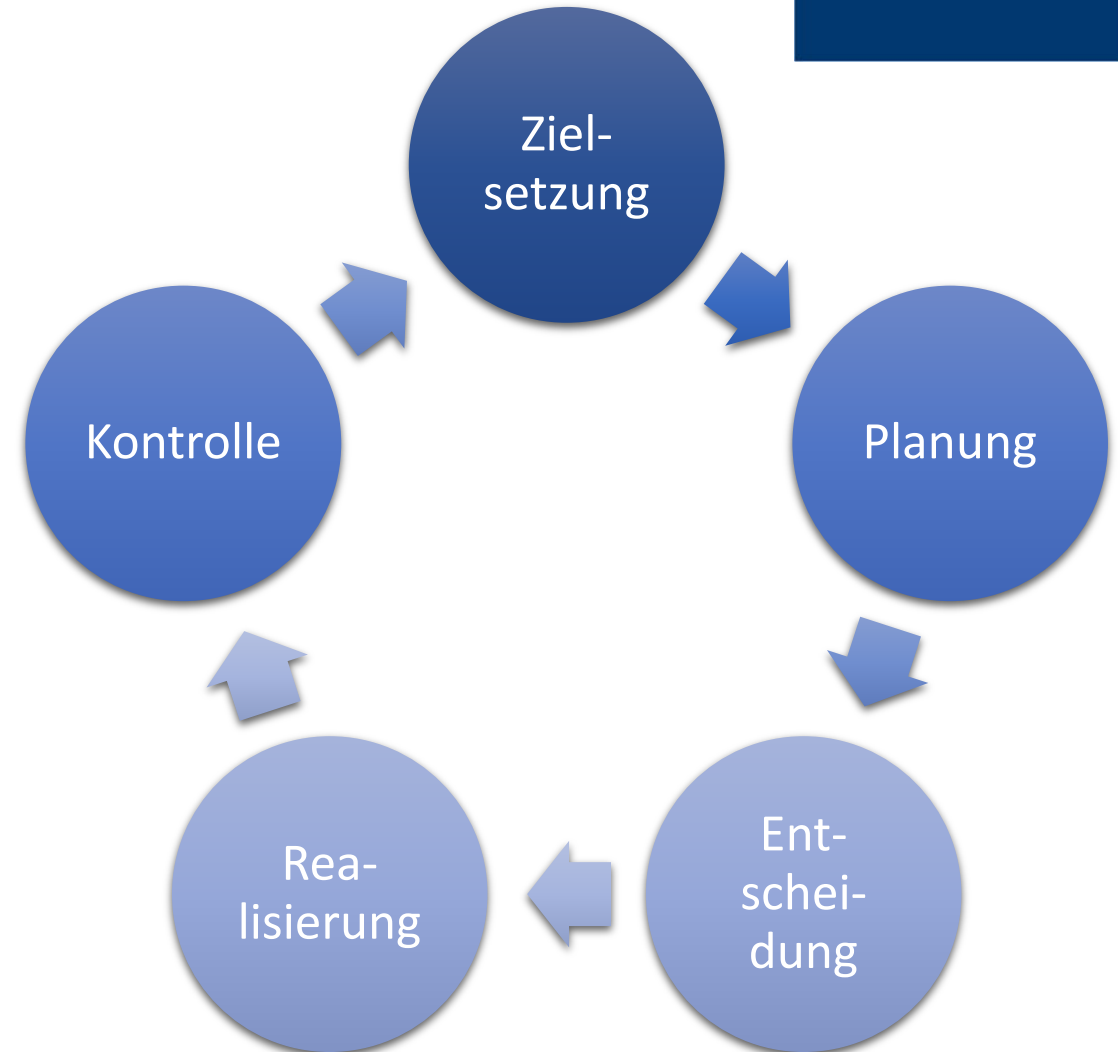 Ziel-
setzung
Planung
Ent-
schei-
dung
Rea-
lisierung
Kontrolle